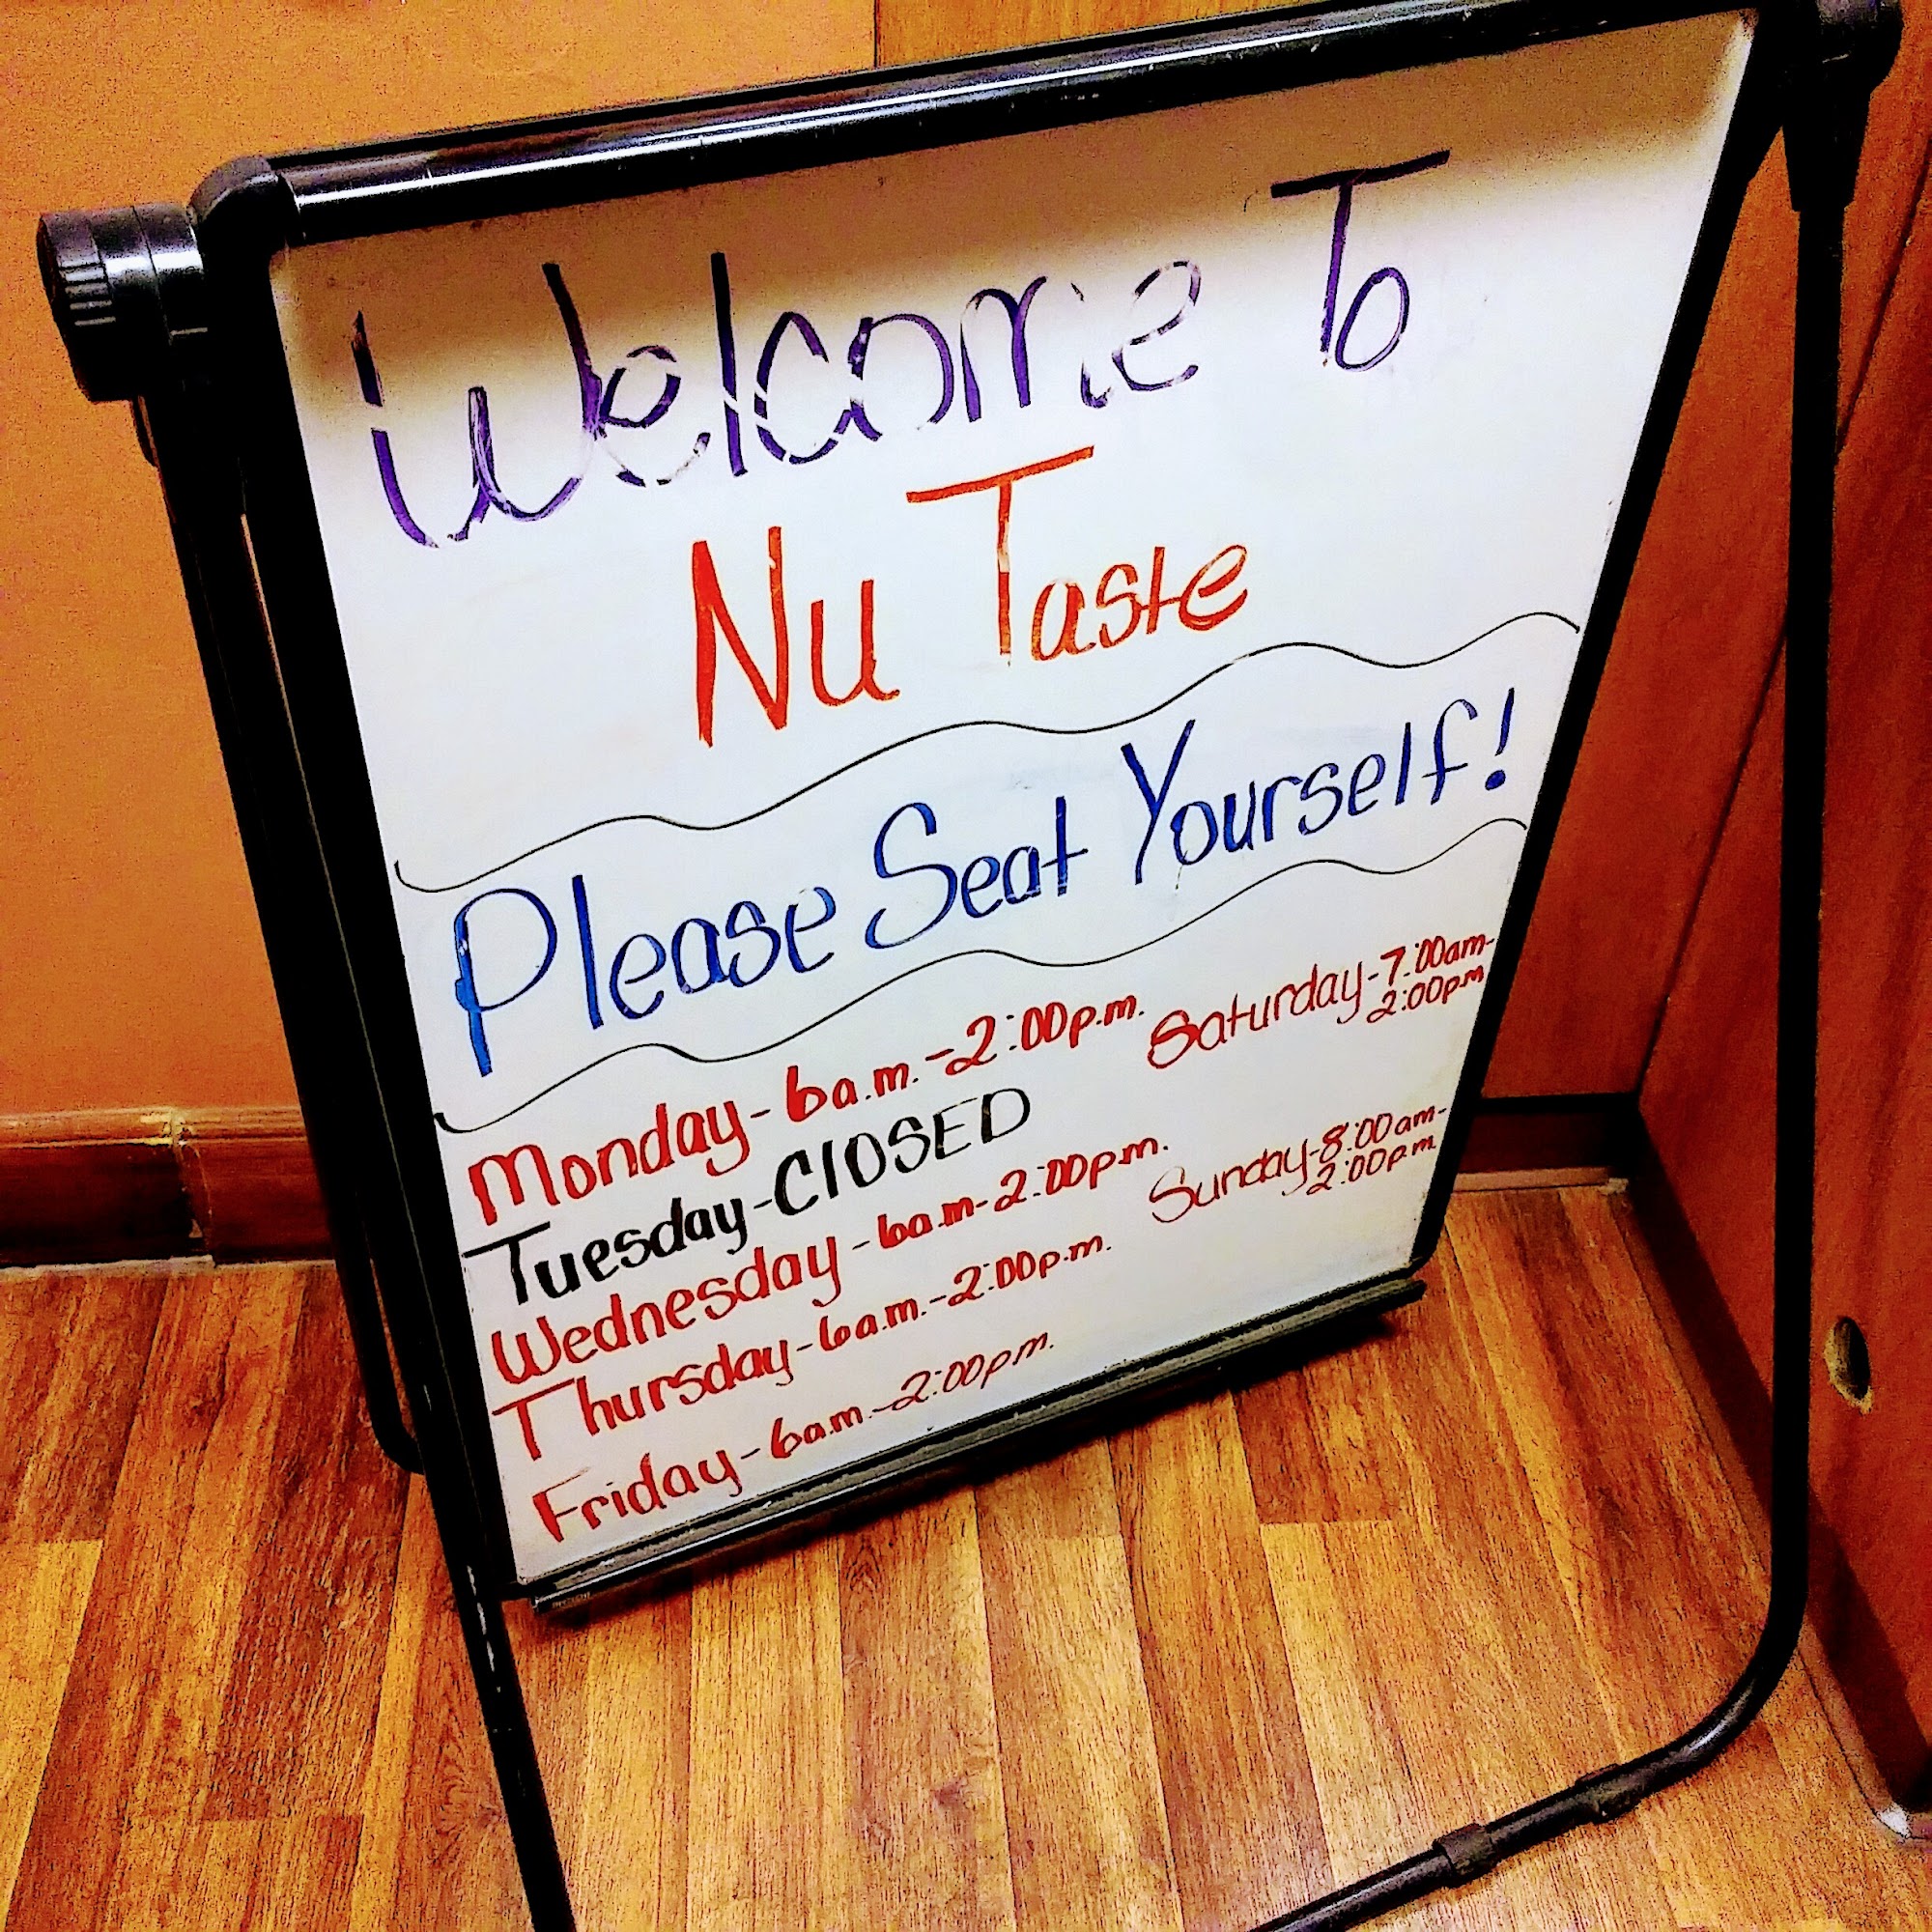 Welcome To
Nu Taste
Please Seat Yourself!
Monday - 6a.m. - 2:00p.m.
Tuesday - ClOSED
Wednesday - 6a.m - 2:00p.m.
Thursday - 6a.m. - 2:00p.m.
Friday - 6a.m. - 2:00p.m.
Saturday - 7:00am-
2:00pm
Sunday - 8:00am-
2:00pm